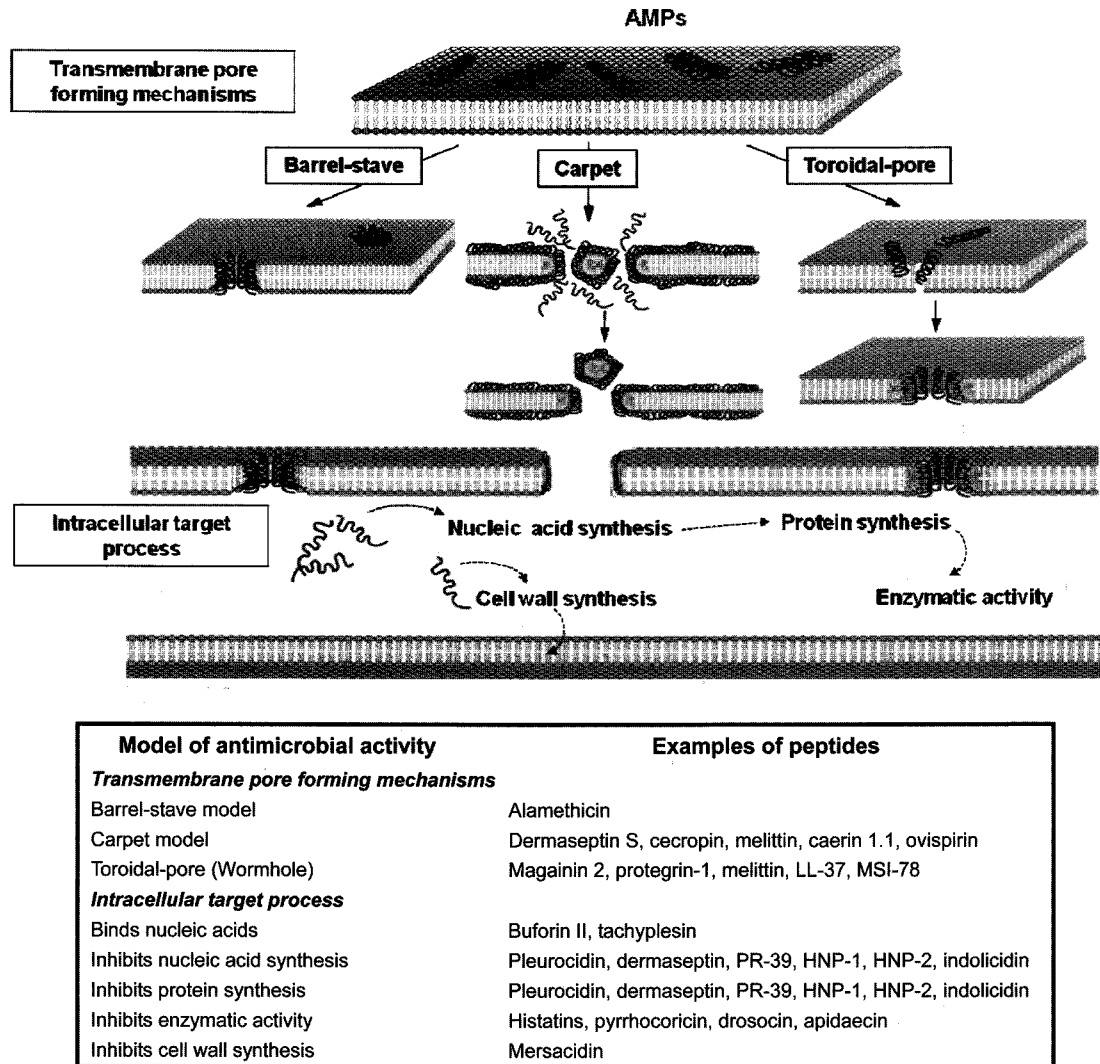 AMPs
Transmembrane pore
forming mechanisms
Barrel-stave
Carpet
Toroidal-pore
Intracellular target
process
Nucleic acid synthesis
Protein synthesis
Cell wall synthesis
Enzymatic activity
Model of antimicrobial activity Examples of peptides
Transmembrane pore forming mechanisms
Barrel-stave model Alamethicin
Carpet model Dermaseptin S, cecropin, melittin, caerin 1.1, ovispirin
Toroidal-pore (Wormhole) Magainin 2, protegrin-1, melittin, LL-37, MSI-78
Intracellular target process
Binds nucleic acids Buforin II, tachyplesin
Inhibits nucleic acid synthesis Pleurocidin, dermaseptin, PR-39, HNP-1, HNP-2, indolicidin
Inhibits protein synthesis Pleurocidin, dermaseptin, PR-39, HNP-1, HNP-2, indolicidin
Inhibits enzymatic activity Histatins, pyrrhocoricin, drosocin, apidaecin
Inhibits cell wall synthesis Mersacidin